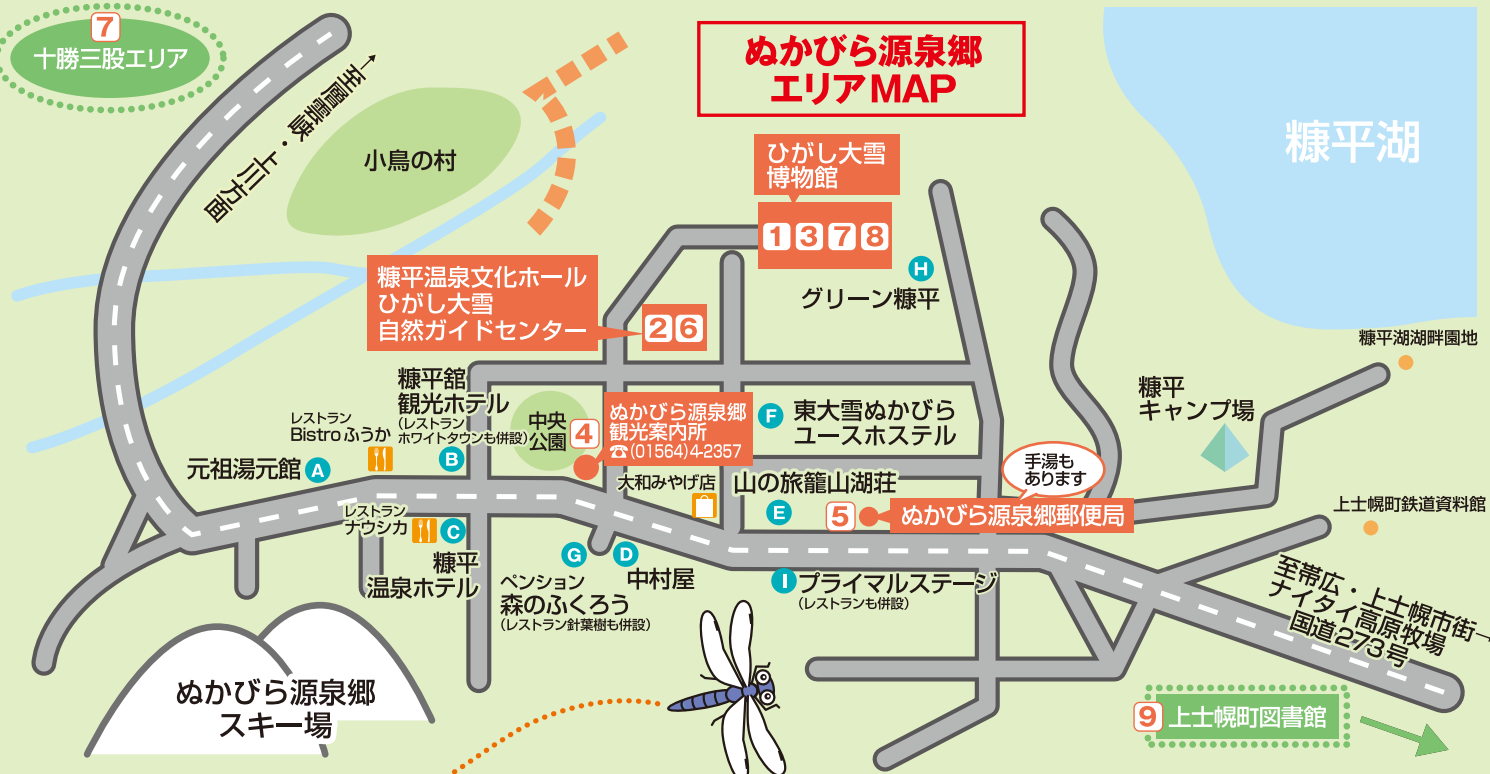 7
十勝三股エリア
→至層雲峡・上川方面
小鳥の村
ぬかびら源泉郷
エリアMAP
糠平湖
ひがし大雪
博物館
1 3 7 8
H
グリーン糠平
糠平温泉文化ホール
ひがし大雪
自然ガイドセンター
2 6
糠平湖湖畔園地
糠平舘
観光ホテル
(レストラン
ホワイトタウンも併設)
B
レストラン
Bistroふうか
元祖湯元館 A
中央
公園
4
ぬかびら源泉郷
観光案内所
☎(01564)4-2357
F
東大雪ぬかびら
ユースホステル
糠平
キャンプ場
大和みやげ店
山の旅籠山湖荘
E
手湯も
あります
5
ぬかびら源泉郷郵便局
上士幌町鉄道資料館
レストラン
ナウシカ
C
糠平
温泉ホテル
G
ペンション
森のふくろう
(レストラン針葉樹も併設)
D
中村屋
I プライマルステージ
(レストランも併設)
至帯広・上士幌市街→
ナイタイ高原牧場
国道273号
ぬかびら源泉郷
スキー場
9 上士幌町図書館